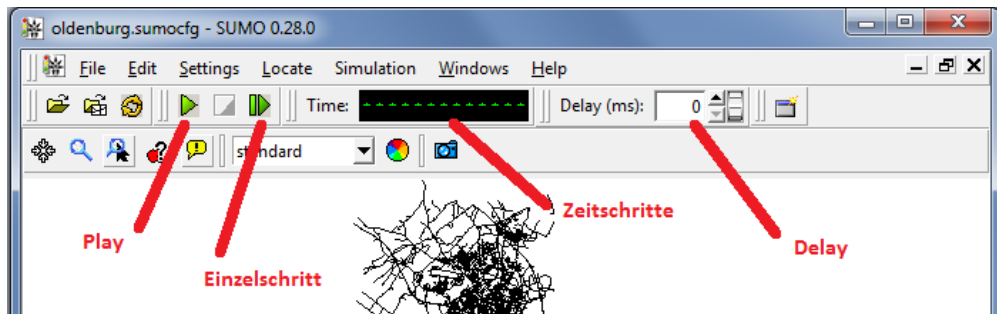 oldenburg.sumocfg - SUMO 0.28.0
File Edit Settings Locate Simulation Windows Help
Time: Delay (ms): 0
standard
Zeitschritte
Play
Delay
Einzelschritt